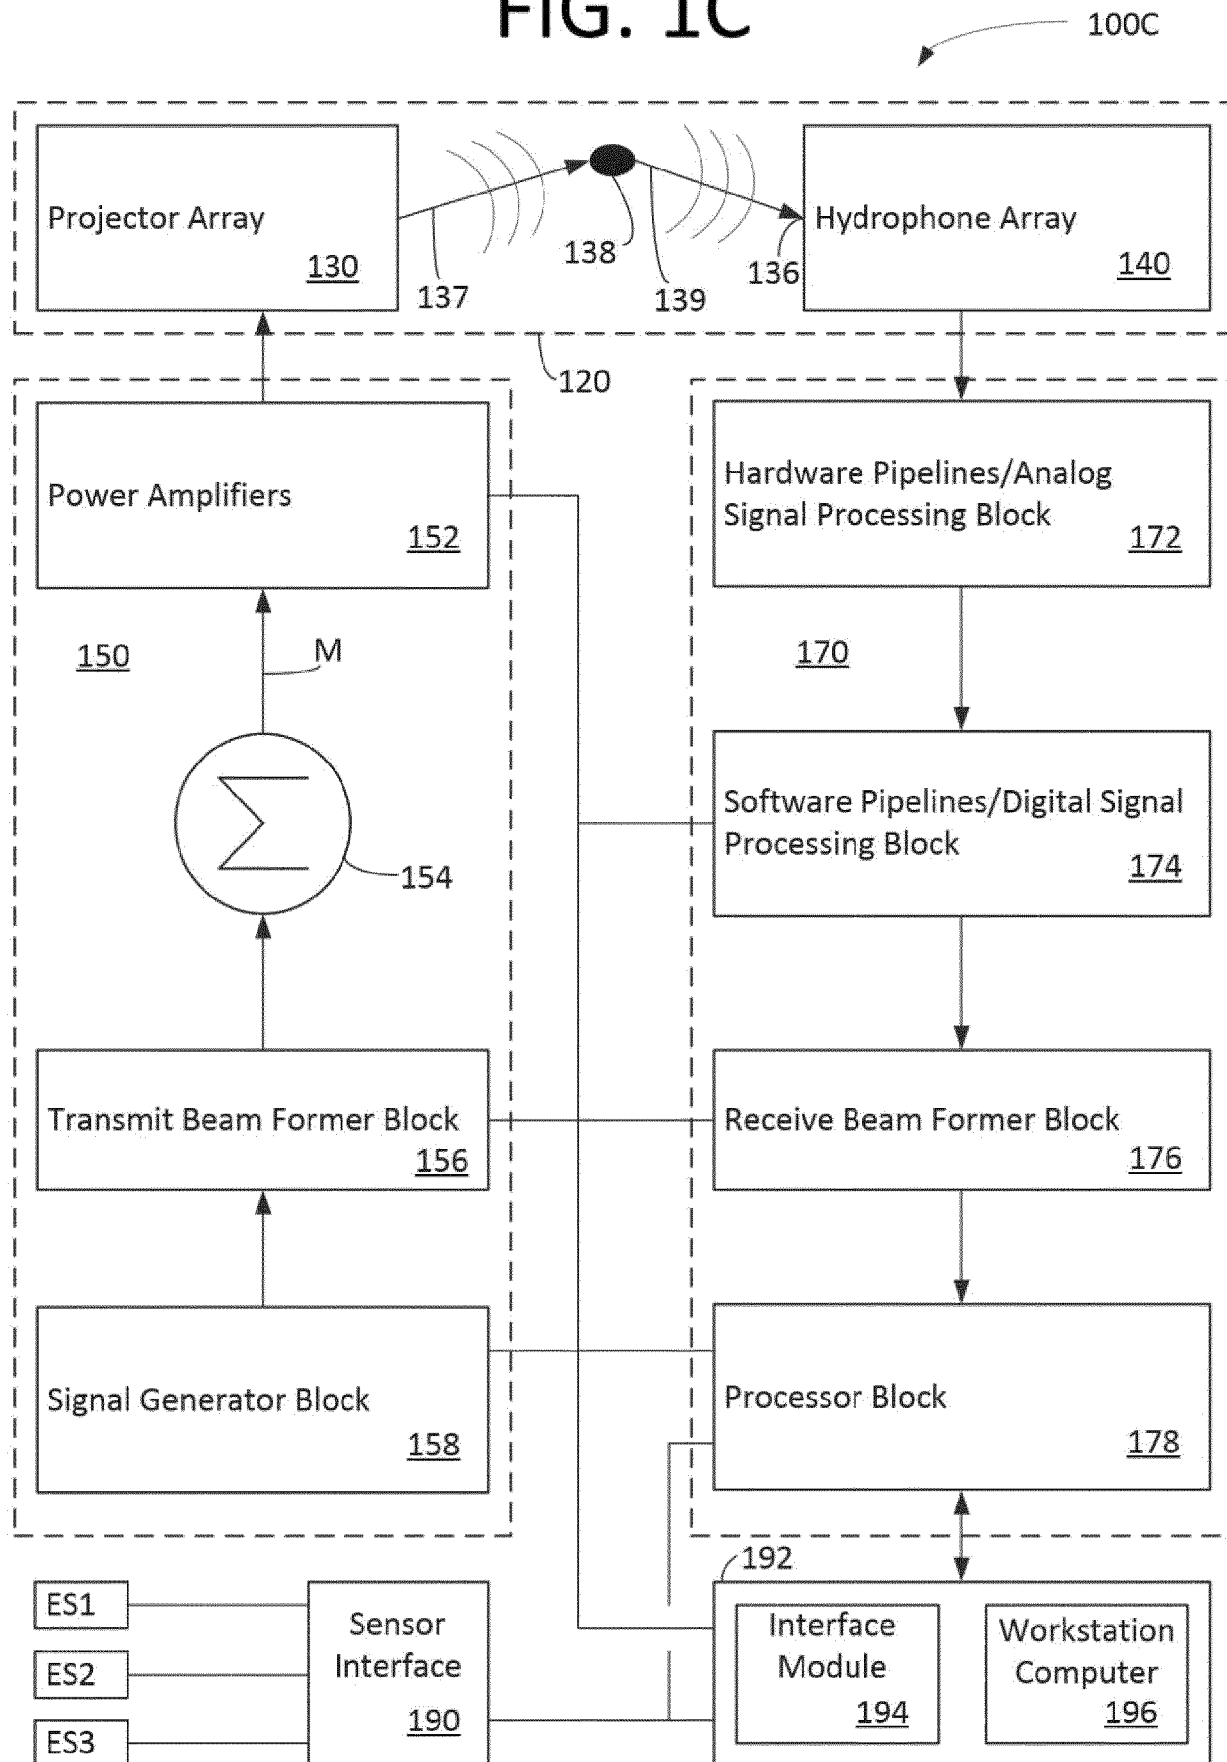 FIG. 1C
100C
Projector Array
130
137
138
139
136
Hydrophone Array
140
120
Power Amplifiers
152
150
M
154
Transmit Beam Former Block
156
Signal Generator Block
158
Hardware Pipelines/Analog
Signal Processing Block
172
170
Software Pipelines/Digital Signal
Processing Block
174
Receive Beam Former Block
176
Processor Block
178
ES1
ES2
ES3
Sensor
Interface
190
192
Interface
Module
194
Workstation
Computer
196